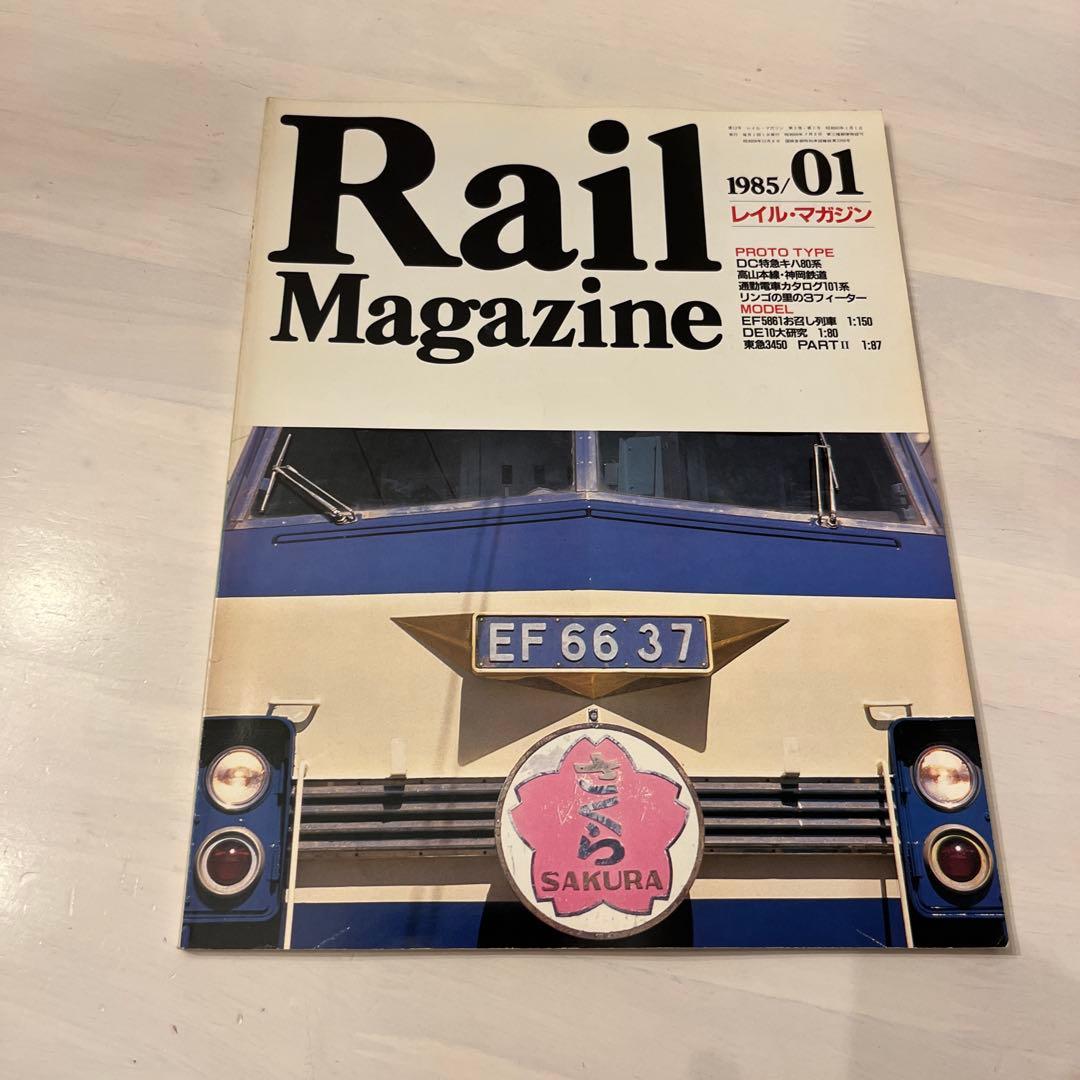 Rail
Magazine
1985/01
レイル・マガジン
PROTO TYPE
DC特急キハ80系
高山本線・神岡鉄道
通勤電車カタログ101系
リンゴの里の3フィーター
MODEL
EF5861お召し列車 1:150
DE10大研究 1:80
東急3450 PART II 1:87
EF 66 37
さくら
SAKURA